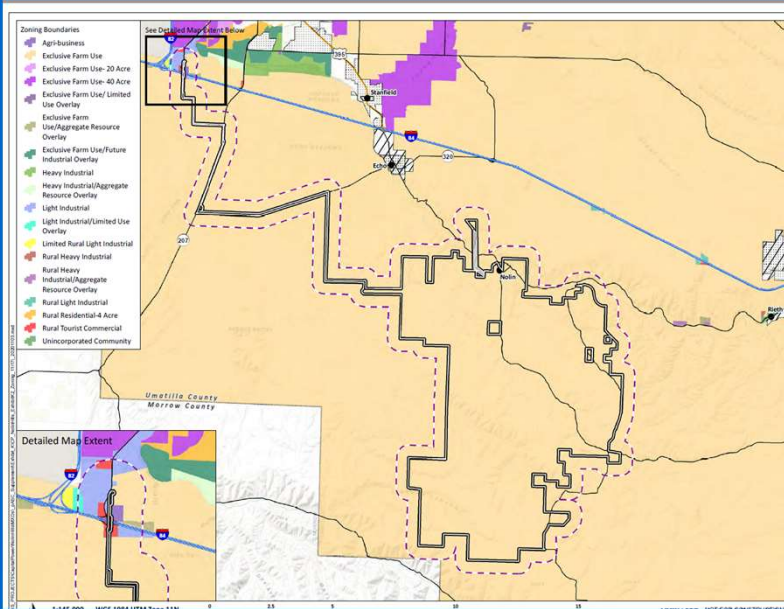 Zoning Boundaries
Agri-business
Exclusive Farm Use
Exclusive Farm Use- 20 Acre
Exclusive Farm Use- 40 Acre
Exclusive Farm Use/ Limited
Use Overlay
Exclusive Farm
Use/Aggregate Resource
Overlay
Exclusive Farm Use/Future
Industrial Overlay
Heavy Industrial
Heavy Industrial/Aggregate
Resource Overlay
Light Industrial
Light Industrial/Limited Use
Overlay
Limited Rural Light Industrial
Rural Heavy Industrial
Rural Heavy
Industrial/Aggregate
Resource Overlay
Rural Light Industrial
Rural Residential-4 Acre
Rural Tourist Commercial
Unincorporated Community
See Detailed Map Extent Below
82
395
Stanfield
84
Echo
320
207
Nolin
Rieth
Umatilla County
Morrow County
Detailed Map Extent
82
84
0
5
10
15